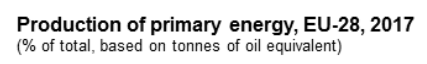 Production of primary energy, EU-28, 2017
(% of total, based on tonnes of oil equivalent)